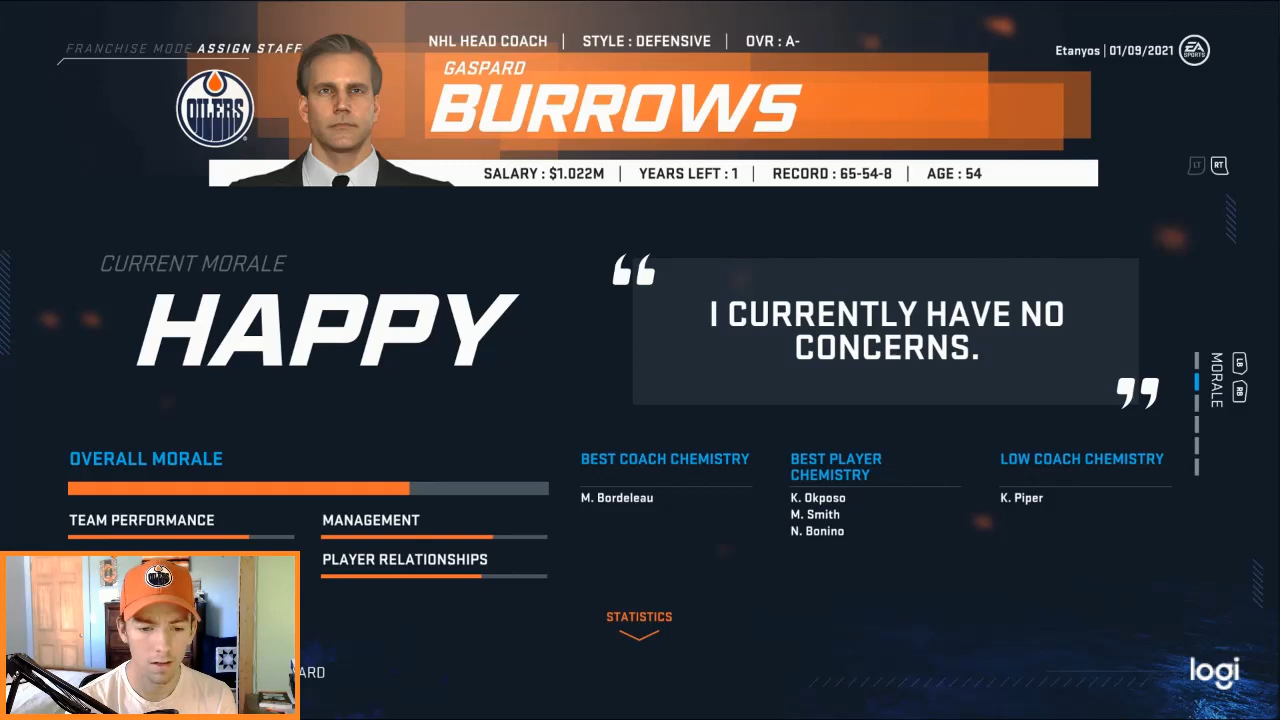 FRANCHISE MODE ASSIGN STAFF
NHL HEAD COACH | STYLE : DEFENSIVE | OVR : A-
Etanyos | 01/09/2021
EA
SPORTS
GASPARD
BURROWS
OILERS
SALARY : $1.022M | YEARS LEFT : 1 | RECORD : 65-54-8 | AGE : 54
LT RT
CURRENT MORALE
HAPPY
“ I CURRENTLY HAVE NO
CONCERNS. ”
MORALE
LB
RB
OVERALL MORALE
TEAM PERFORMANCE
MANAGEMENT
PLAYER RELATIONSHIPS
BEST COACH CHEMISTRY
M. Bordeleau
BEST PLAYER
CHEMISTRY
K. Okposo
M. Smith
N. Bonino
LOW COACH CHEMISTRY
K. Piper
STATISTICS
OILERS
ARD
logi